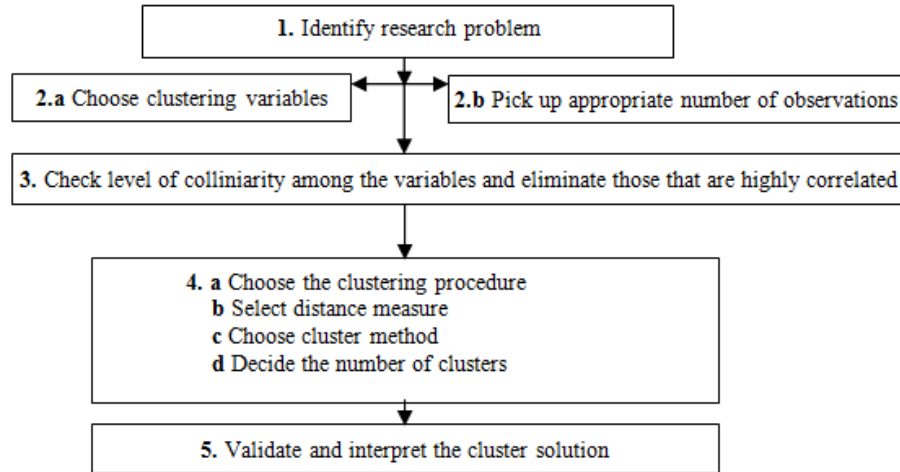 1. Identify research problem
2.a Choose clustering variables
2.b Pick up appropriate number of observations
3. Check level of colliniarity among the variables and eliminate those that are highly correlated
4. a Choose the clustering procedure
b Select distance measure
c Choose cluster method
d Decide the number of clusters
5. Validate and interpret the cluster solution